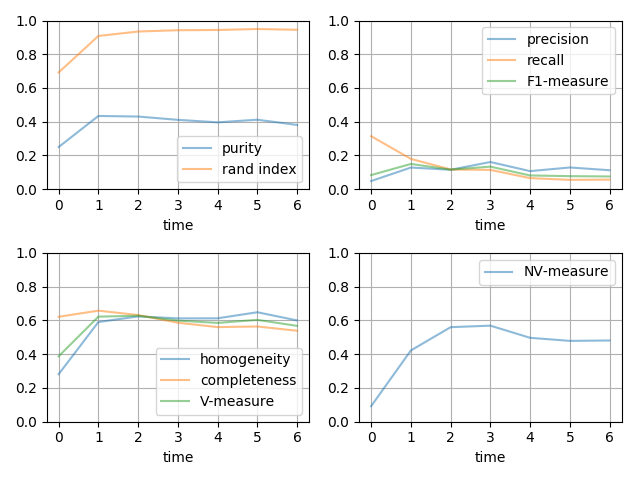 1.0
0.8
0.6
0.4
0.2
0.0
purity
rand index
0 1 2 3 4 5 6
time
1.0
0.8
0.6
0.4
0.2
0.0
precision
recall
F1-measure
0 1 2 3 4 5 6
time
1.0
0.8
0.6
0.4
0.2
0.0
homogeneity
completeness
V-measure
0 1 2 3 4 5 6
time
1.0
0.8
0.6
0.4
0.2
0.0
NV-measure
0 1 2 3 4 5 6
time